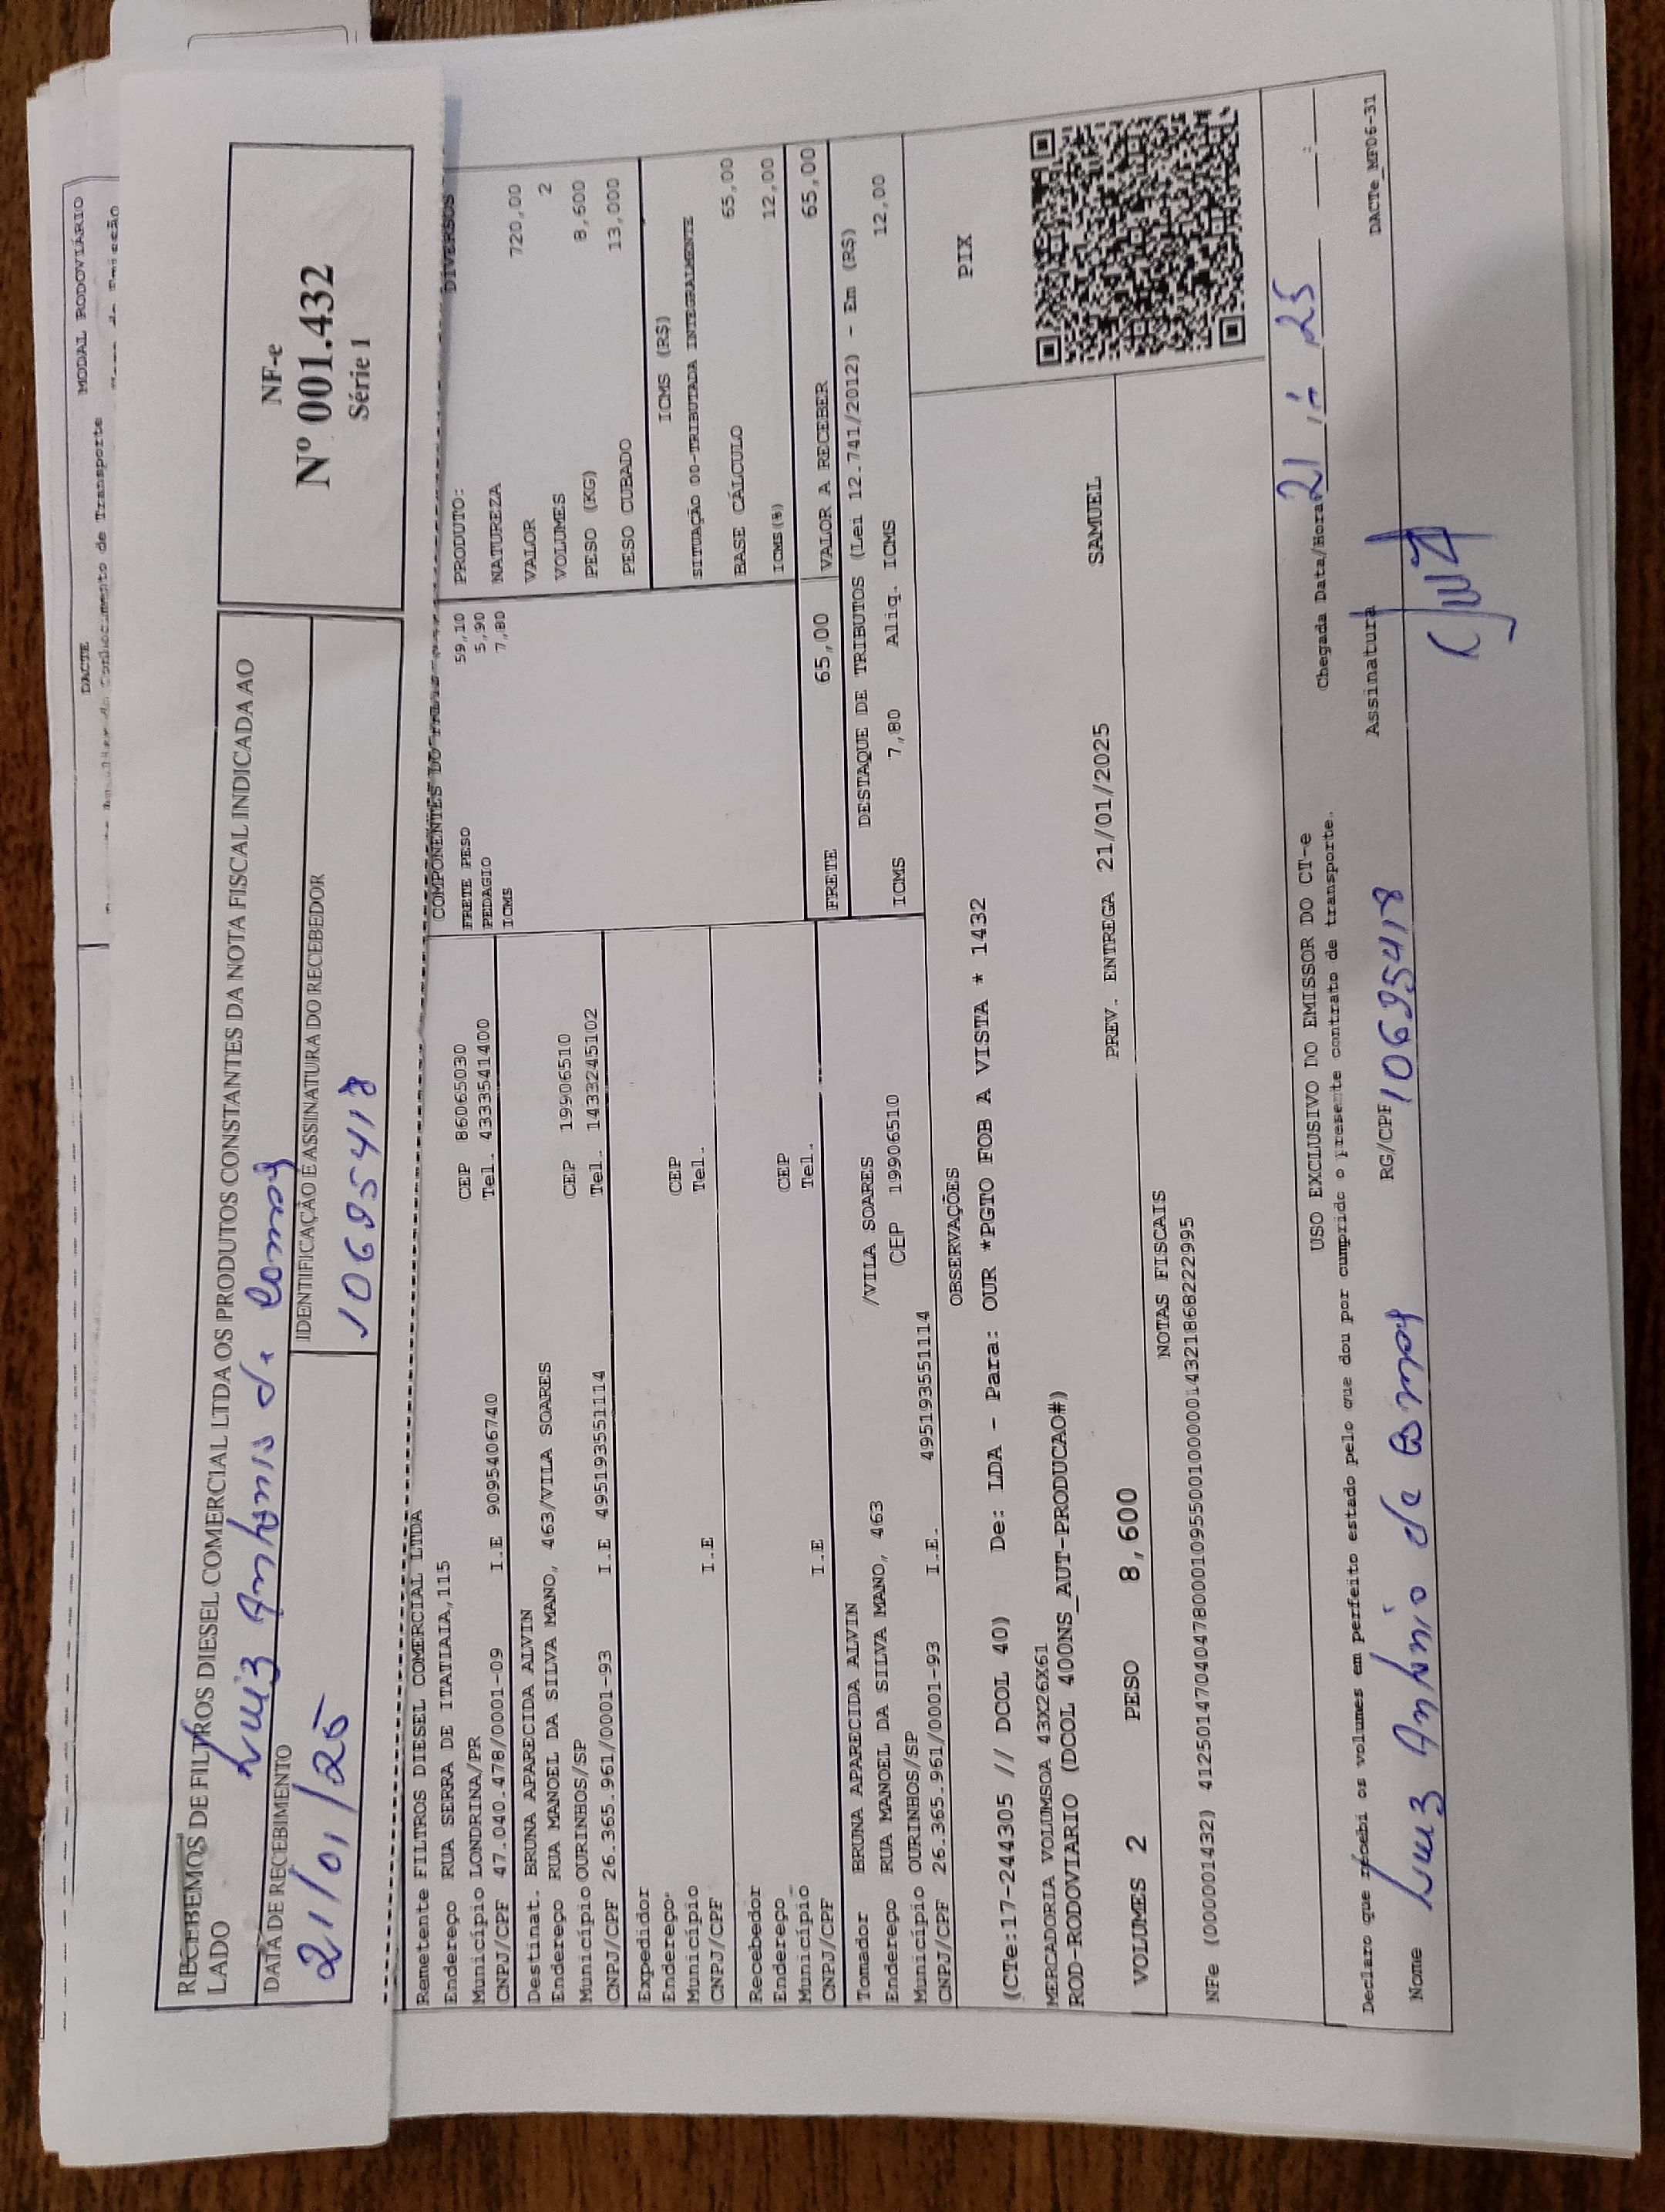 DACTE
MODAL RODOVIÁRIO
de Transporte
RECEBEMOS DE FILTROS DIESEL COMERCIAL LTDA OS PRODUTOS CONSTANTES DA NOTA FISCAL INDICADA AO
LADO
Luiz Antonio de
DATA DE RECEBIMENTO
21/01/25
IDENTIFICAÇÃO E ASSINATURA DO RECEBEDOR
10695418
NF-e
Nº 001.432
Série 1
Remetente FILTROS DIESEL COMERCIAL LTDA
Endereço RUA SERRA DE ITATIAIA,115 CEP 86065030
Município LONDRINA/PR Tel. 433354​1400
CNPJ/CPF 47.040.478/0001-09 I.E 9095406740
Destinat. BRUNA APARECIDA ALVIN
Endereço RUA MANOEL DA SILVA MANO, 463/VILA SOARES CEP 19906510
Município OURINHOS/SP Tel. 1433245102
CNPJ/CPF 26.365.961/0001-93 I.E 495193551114
Expedidor
Endereço CEP
Município Tel.
CNPJ/CPF I.E
Recebedor
Endereço CEP
Município Tel.
CNPJ/CPF I.E
Tomador BRUNA APARECIDA ALVIN
Endereço RUA MANOEL DA SILVA MANO, 463 /VILA SOARES
Município OURINHOS/SP CEP 19906510
CNPJ/CPF 26.365.961/0001-93 I.E. 495193551114
COMPONENTES DO
FRETE PESO 59,10
PEDAGIO 5,90
ICMS 7,80
DIVERSOS
PRODUTO:
NATUREZA
VALOR 720,00
VOLUMES 2
PESO (KG) 8,600
PESO CUBADO 13,000
ICMS (R$)
SITUAÇÃO 00-TRIBUTADA INTEGRALMENTE
BASE CÁLCULO 65,00
ICMS(%) 12,00
FRETE 65,00 VALOR A RECEBER 65,00
DESTAQUE DE TRIBUTOS (Lei 12.741/2012) - Em (R$)
ICMS 7,80 Aliq. ICMS 12,00
OBSERVAÇÕES
(CTe:17-244305 // DCOL 40) De: LDA - Para: OUR *PGTO FOB A VISTA * 1432
MERCADORIA VOLUMSOA 43X26X61
ROD-RODOVIARIO (DCOL 400NS_AUT-PRODUCAO#)
PREV. ENTREGA 21/01/2025 SAMUEL
VOLUMES 2 PESO 8,600
PIX
NOTAS FISCAIS
NFe (000001432) 41250147040478000109550010000014321868222995
USO EXCLUSIVO DO EMISSOR DO CT-e
Declaro que recebi os volumes em perfeito estado pelo que dou por cumprido o presente contrato de transporte.
Chegada Data/Hora 21 / 1 / 25 :
Nome Luiz Antonio de RG/CPF 10695418 Assinatura
DACTe_MF06-31